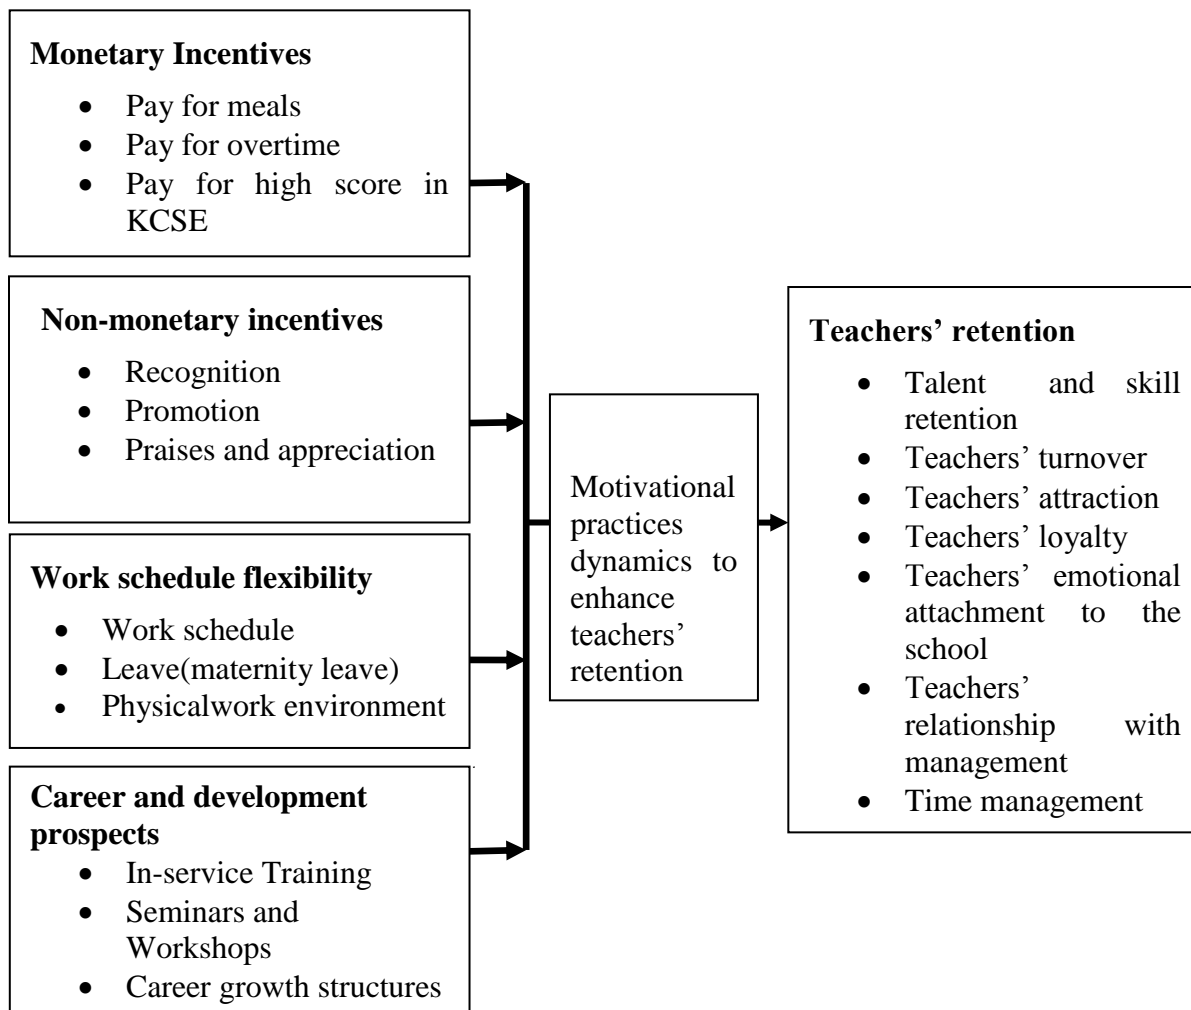 Monetary Incentives
• Pay for meals
• Pay for overtime
• Pay for high score in
KCSE
Non-monetary incentives
• Recognition
• Promotion
• Praises and appreciation
Work schedule flexibility
• Work schedule
• Leave(maternity leave)
• Physicalwork environment
Career and development
prospects
• In-service Training
• Seminars and
Workshops
• Career growth structures
Motivational
practices
dynamics to
enhance
teachers’
retention
Teachers’ retention
• Talent and skill
retention
• Teachers’ turnover
• Teachers’ attraction
• Teachers’ loyalty
• Teachers’ emotional
attachment to the
school
• Teachers’
relationship with
management
• Time management